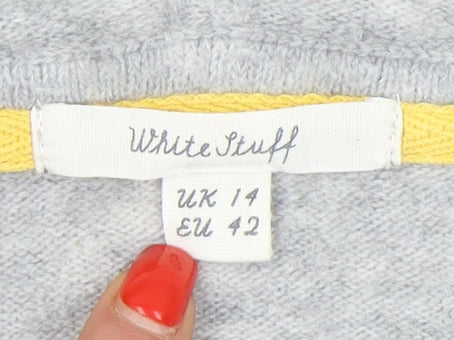 White Stuff
UK 14
EU 42